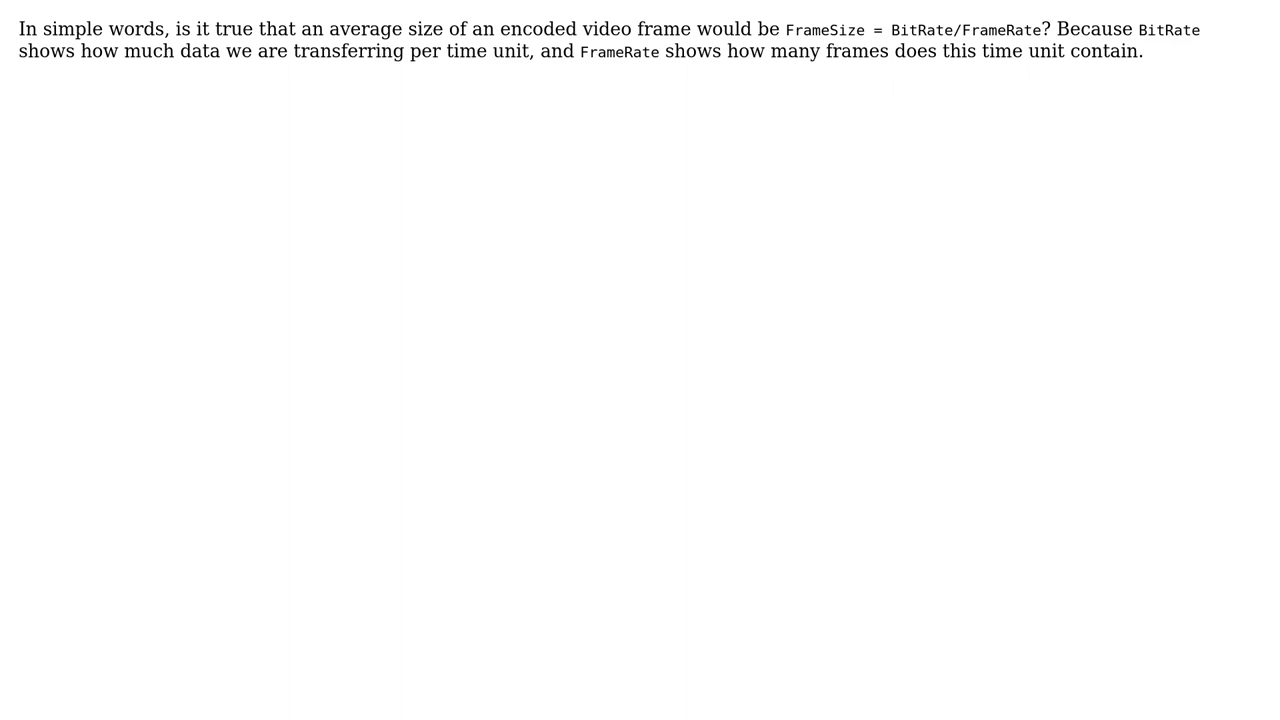 In simple words, is it true that an average size of an encoded video frame would be FrameSize = BitRate/FrameRate? Because BitRate
shows how much data we are transferring per time unit, and FrameRate shows how many frames does this time unit contain.